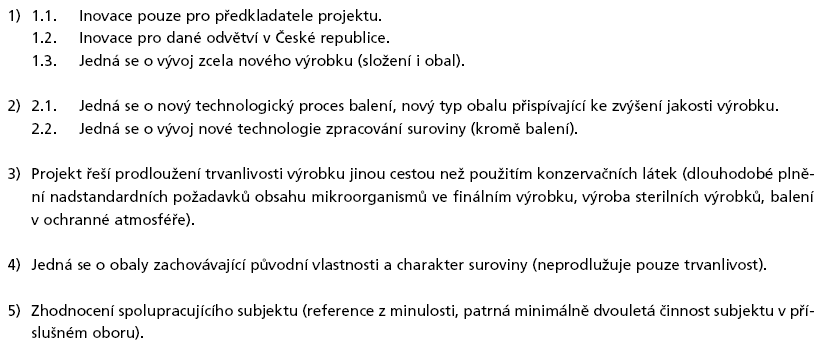 1) 1.1. Inovace pouze pro předkladatele projektu.
1.2. Inovace pro dané odvětví v České republice.
1.3. Jedná se o vývoj zcela nového výrobku (složení i obal).
2) 2.1. Jedná se o nový technologický proces balení, nový typ obalu přispívající ke zvýšení jakosti výrobku.
2.2. Jedná se o vývoj nové technologie zpracování suroviny (kromě balení).
3) Projekt řeší prodloužení trvanlivosti výrobku jinou cestou než použitím konzervačních látek (dlouhodobé plně-
ní nadstandardních požadavků obsahu mikroorganismů ve finálním výrobku, výroba sterilních výrobků, balení
v ochranné atmosféře).
4) Jedná se o obaly zachovávající původní vlastnosti a charakter suroviny (neprodlužuje pouze trvanlivost).
5) Zhodnocení spolupracujícího subjektu (reference z minulosti, patrná minimálně dvouletá činnost subjektu v pří-
slušném oboru).